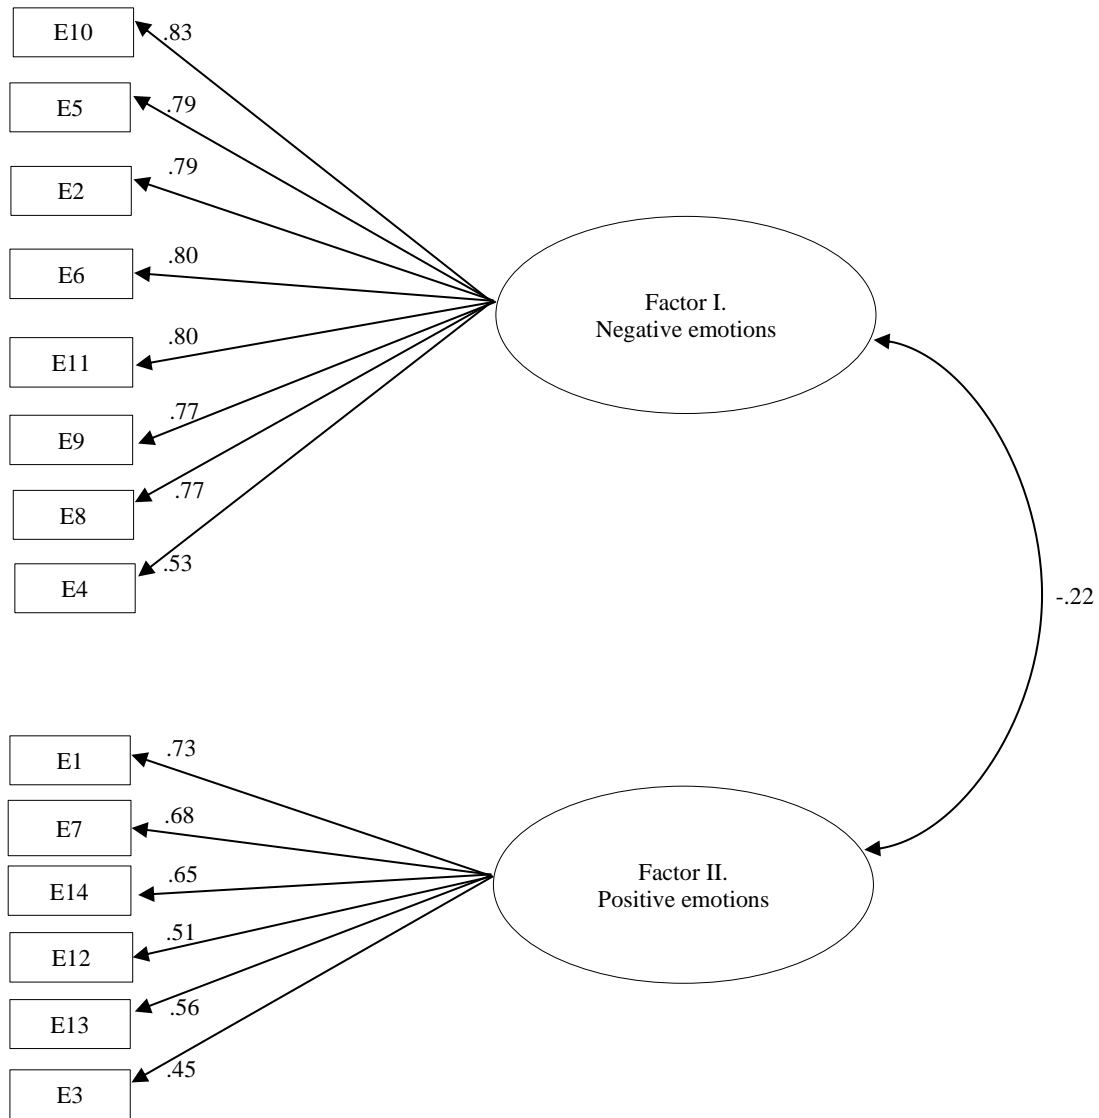 E10
.83
E5
.79
E2
.79
E6
.80
E11
.80
E9
.77
E8
.77
E4
.53
Factor I.
Negative emotions
-.22
E1
.73
E7
.68
E14
.65
E12
.51
E13
.56
E3
.45
Factor II.
Positive emotions